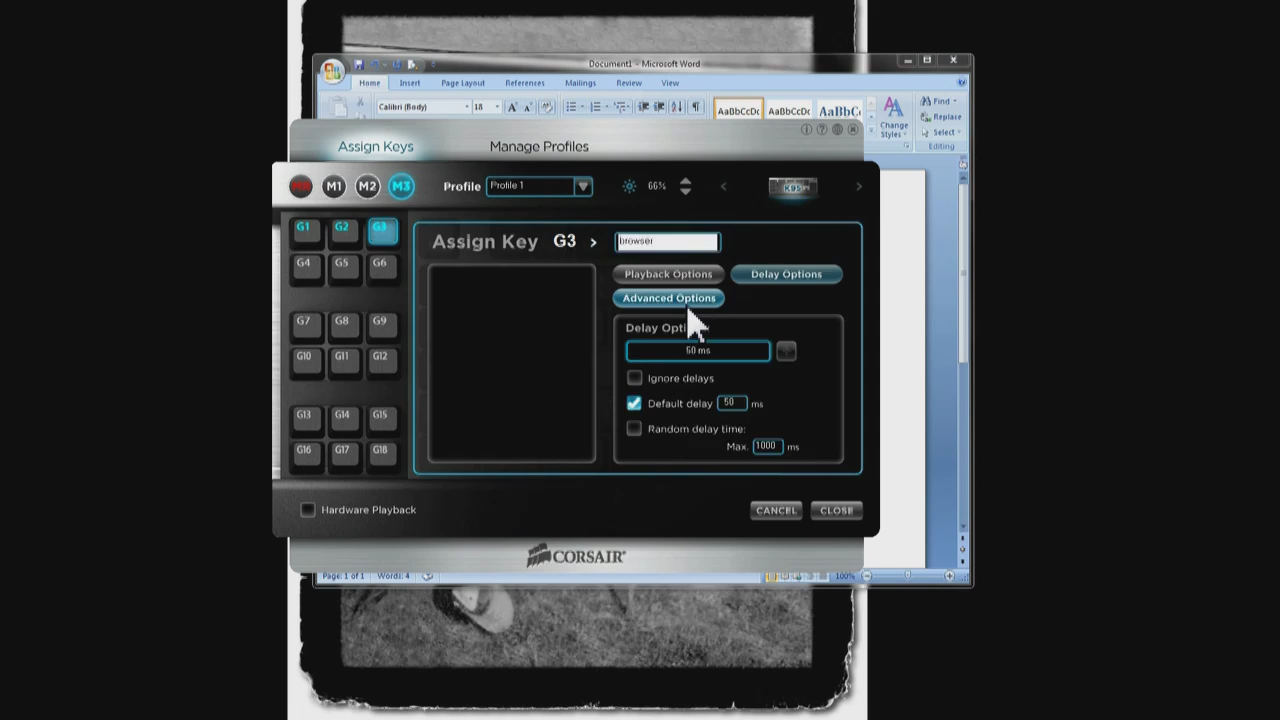 Document1 - Microsoft Word
Home Insert Page Layout References Mailings Review View
Calibri (Body) 18 A A AaBbCcDc AaBbCcDc AaBbC Change Styles Find Replace Select Editing
Assign Keys Manage Profiles
MR M1 M2 M3 Profile Profile 1 66% K95
G1 G2 G3
Assign Key G3 > browser
G4 G5 G6
Playback Options Delay Options
Advanced Options
G7 G8 G9
Delay Opti
50 ms
G10 G11 G12
Ignore delays
Default delay 50 ms
G13 G14 G15
Random delay time:
Max. 1000 ms
G16 G17 G18
Hardware Playback CANCEL CLOSE
CORSAIR
Page: 1 of 1 Words: 4 100%